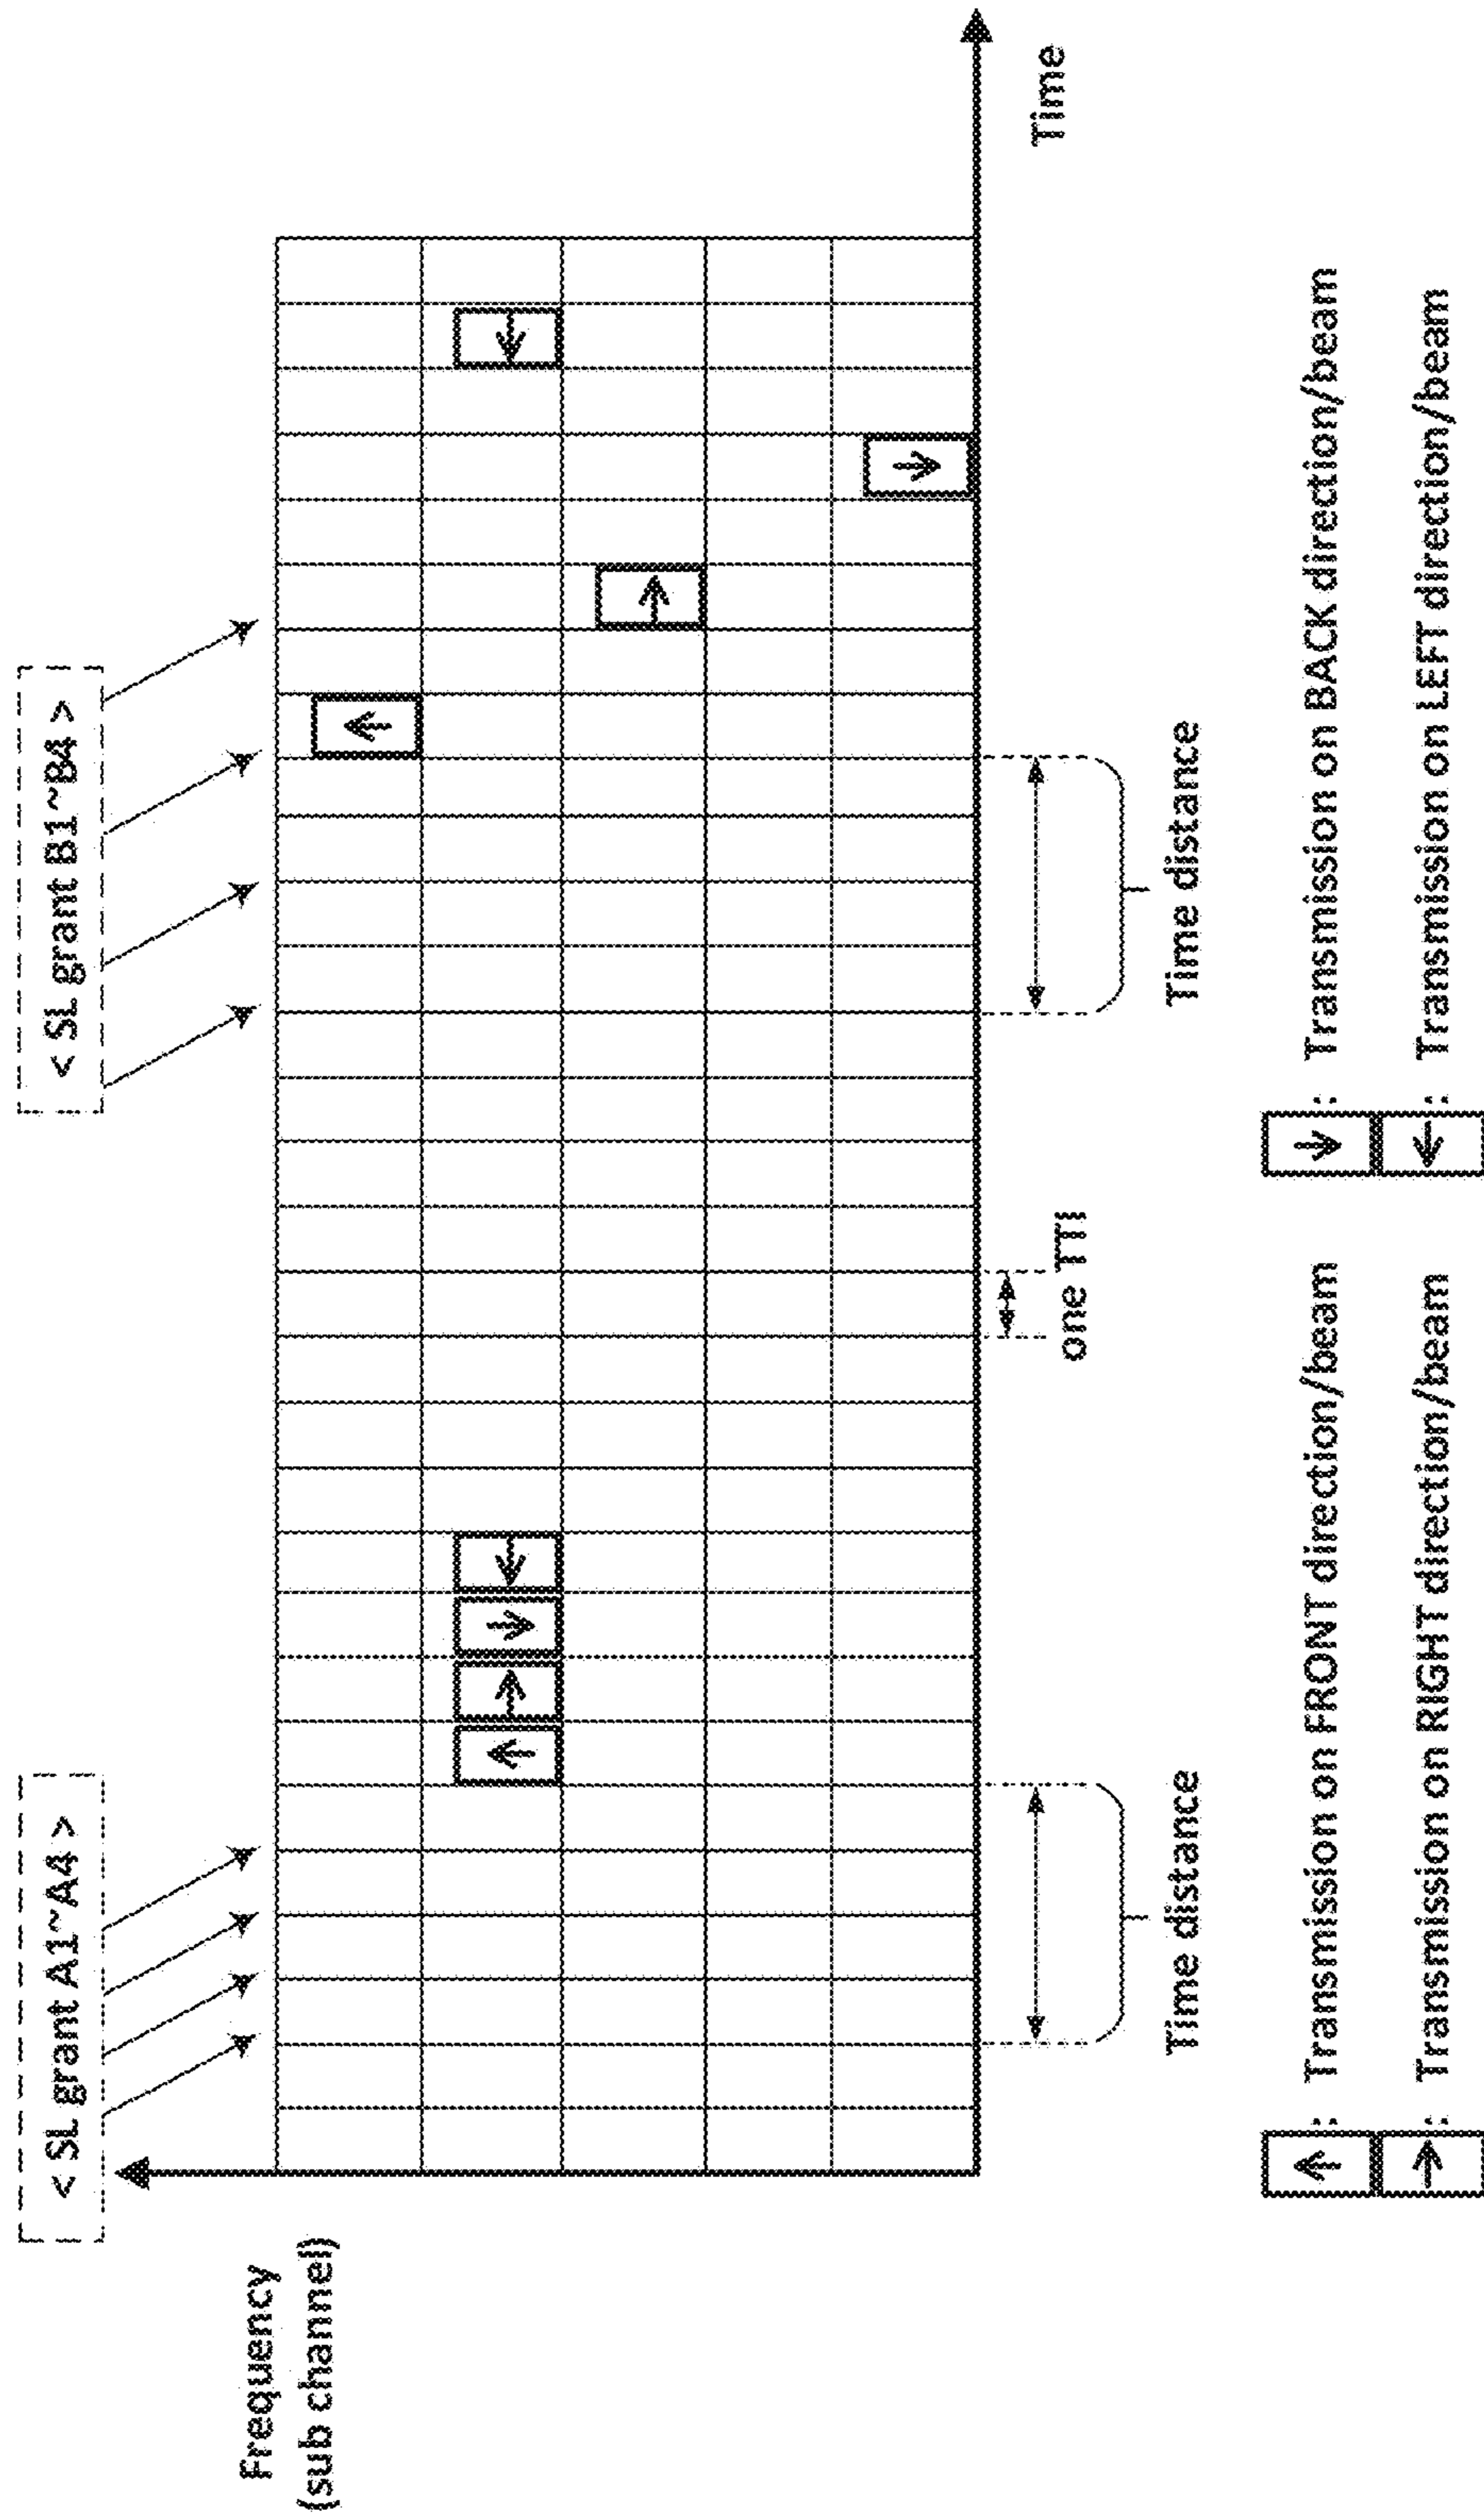 < SL grant A1~A4 >
< SL grant B1~B4 >
Frequency
(sub channel)
Time
one TTI
Time distance
Time distance
: Transmission on FRONT direction/beam
: Transmission on RIGHT direction/beam
: Transmission on BACK direction/beam
: Transmission on LEFT direction/beam